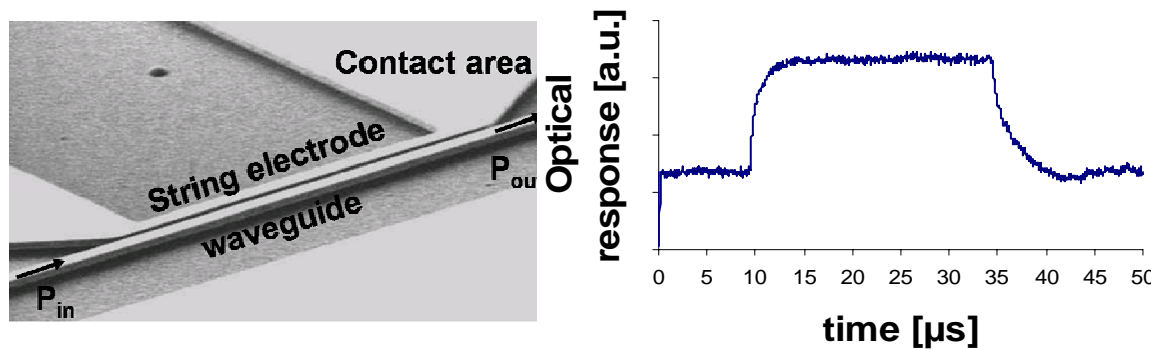 Contact area
String electrode
waveguide
P_out
P_in
Optical
response [a.u.]
0 5 10 15 20 25 30 35 40 45 50
time [µs]